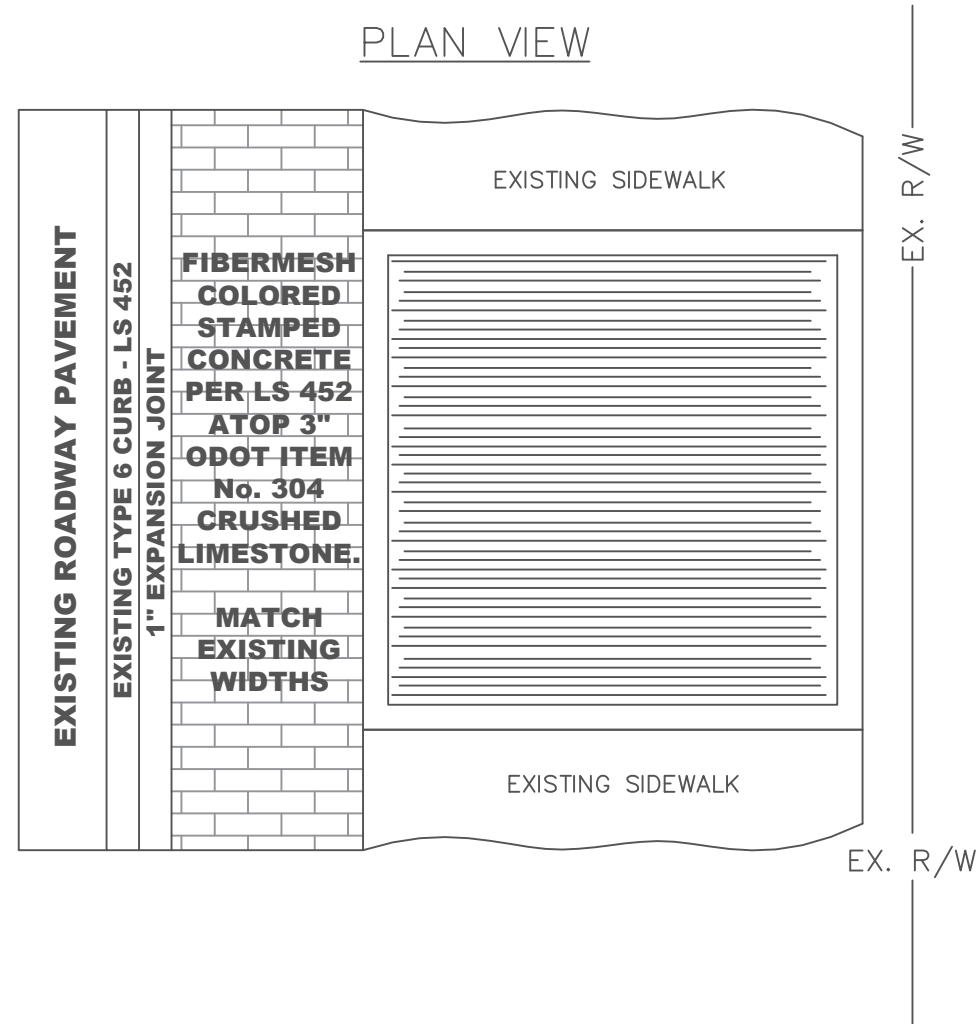 PLAN VIEW
EX. R/W
EXISTING SIDEWALK
EXISTING ROADWAY PAVEMENT
EXISTING TYPE 6 CURB - LS 452
1" EXPANSION JOINT
FIBERMESH
COLORED
STAMPED
CONCRETE
PER LS 452
ATOP 3"
ODOT ITEM
No. 304
CRUSHED
LIMESTONE.
MATCH
EXISTING
WIDTHS
EXISTING SIDEWALK
EX. R/W